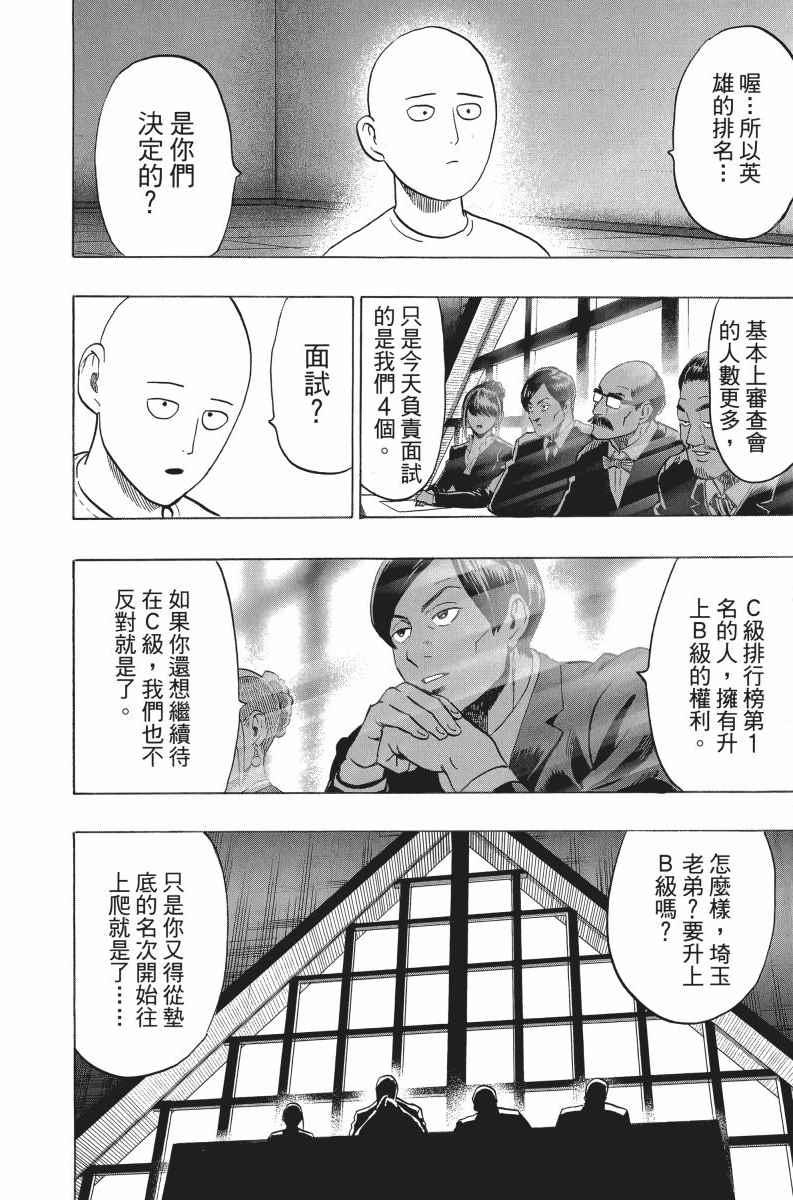 喔…所以英
雄的排名…
是你們
決定的？
基本上審查會
的人數更多，
只是今天負責面試
的是我們4個。
面試？
C級排行榜第1
名的人，擁有升
上B級的權利。
如果你還想繼續待
在C級，我們也不
反對就是了。
怎麼樣，埼玉
老弟？要升上
B級嗎？
只是你又得從墊
底的名次開始往
上爬就是了……